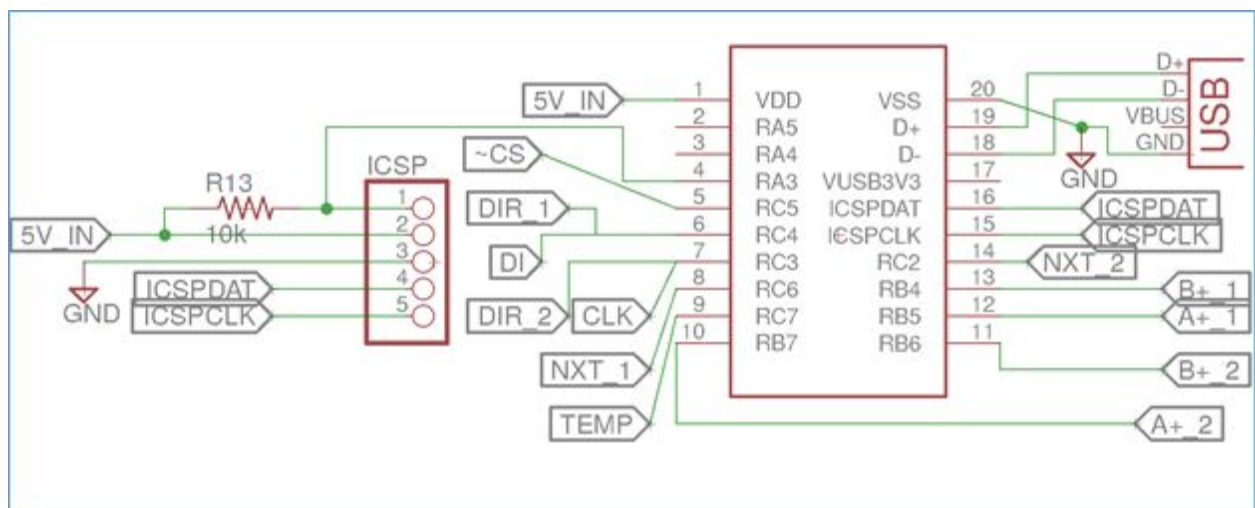 D+
5V_IN
1
VDD
VSS
20
D-
2
RA5
D+
19
VBUS
USB
~CS
3
RA4
D-
18
GND
ICSP
4
RA3
VUSB3V3
17
GND
R13
1
DIR_1
5
RC5
ICSPDAT
16
ICSPDAT
5V_IN
10k
2
6
RC4
ICSPCLK
15
ICSPCLK
3
DI
7
RC3
RC2
14
NXT_2
ICSPDAT
4
8
RC6
RB4
13
B+_1
GND
ICSPCLK
5
DIR_2
CLK
9
RC7
RB5
12
A+_1
10
RB7
RB6
11
NXT_1
B+_2
TEMP
A+_2